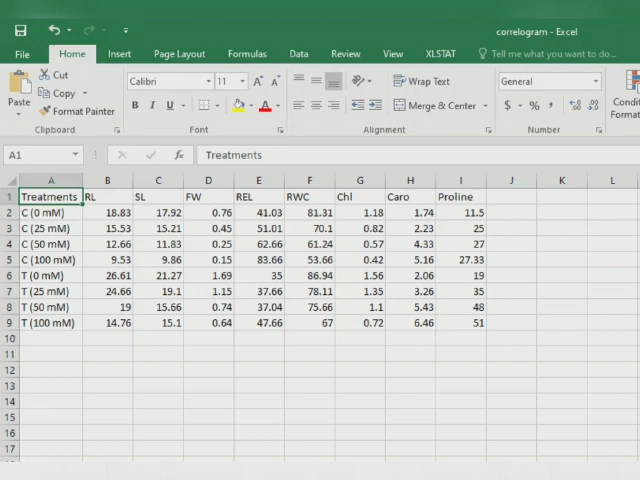 correlogram - Excel
File Home Insert Page Layout Formulas Data Review View XLSTAT Tell me what you want to do...
Paste Cut Copy Format Painter
Calibri 11
B I U
Wrap Text
Merge & Center
General
$ %
Clipboard Font Alignment Number
A1 fx Treatments
A B C D E F G H I J K L
1 Treatments RL SL FW REL RWC Chl Caro Proline
2 C (0 mM) 18.83 17.92 0.76 41.03 81.31 1.18 1.74 11.5
3 C (25 mM) 15.53 15.21 0.45 51.01 70.1 0.82 2.23 25
4 C (50 mM) 12.66 11.83 0.25 62.66 61.24 0.57 4.33 27
5 C (100 mM) 9.53 9.86 0.15 83.66 53.66 0.42 5.16 27.33
6 T (0 mM) 26.61 21.27 1.69 35 86.94 1.56 2.06 19
7 T (25 mM) 24.66 19.1 1.15 37.66 78.11 1.35 3.26 35
8 T (50 mM) 19 15.66 0.74 37.04 75.66 1.1 5.43 48
9 T (100 mM) 14.76 15.1 0.64 47.66 67 0.72 6.46 51
10
11
12
13
14
15
16
17